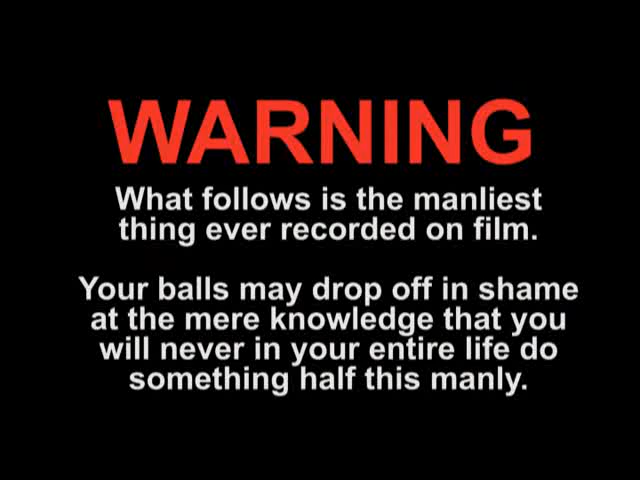 WARNING
What follows is the manliest
thing ever recorded on film.
Your balls may drop off in shame
at the mere knowledge that you
will never in your entire life do
something half this manly.